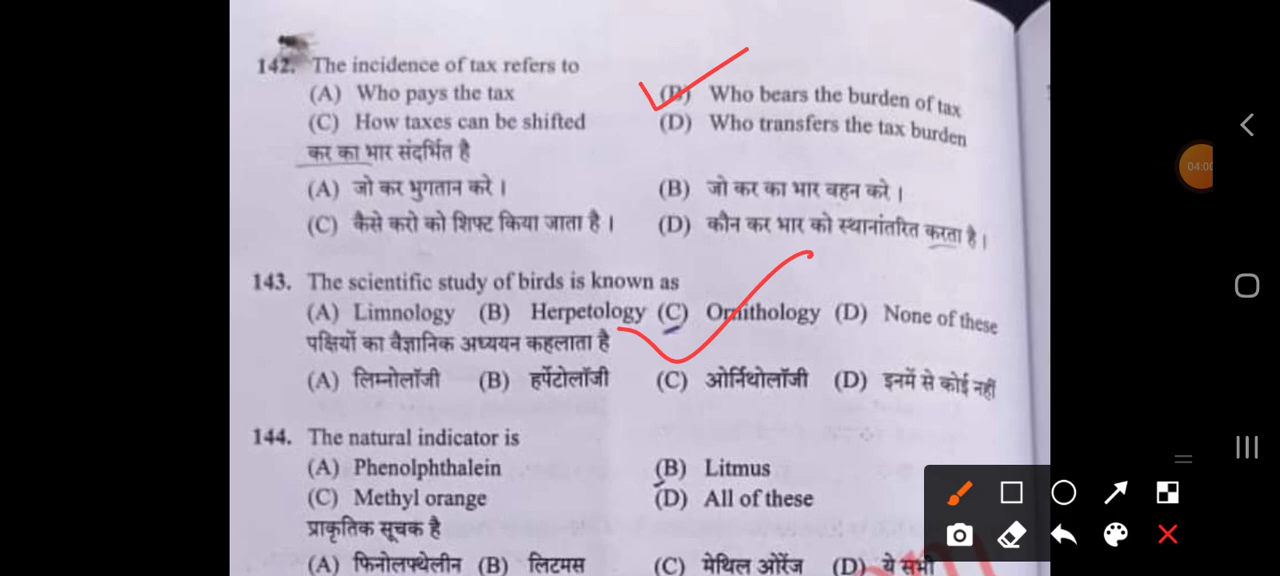 142. The incidence of tax refers to
(A) Who pays the tax (B) Who bears the burden of tax
(C) How taxes can be shifted (D) Who transfers the tax burden
कर का भार संदर्भित है
(A) जो कर भुगतान करे । (B) जो कर का भार वहन करे ।
(C) कैसे करो को शिफ्ट किया जाता है । (D) कौन कर भार को स्थानांतरित करता है ।
143. The scientific study of birds is known as
(A) Limnology (B) Herpetology (C) Ornithology (D) None of these
पक्षियों का वैज्ञानिक अध्ययन कहलाता है
(A) लिम्नोलॉजी (B) हर्पेटोलॉजी (C) ओर्निथोलॉजी (D) इनमें से कोई नहीं
144. The natural indicator is
(A) Phenolphthalein (B) Litmus
(C) Methyl orange (D) All of these
प्राकृतिक सूचक है
(A) फिनोलफ्थेलीन (B) लिटमस (C) मेथिल ओरेंज (D) ये सभी
04:00